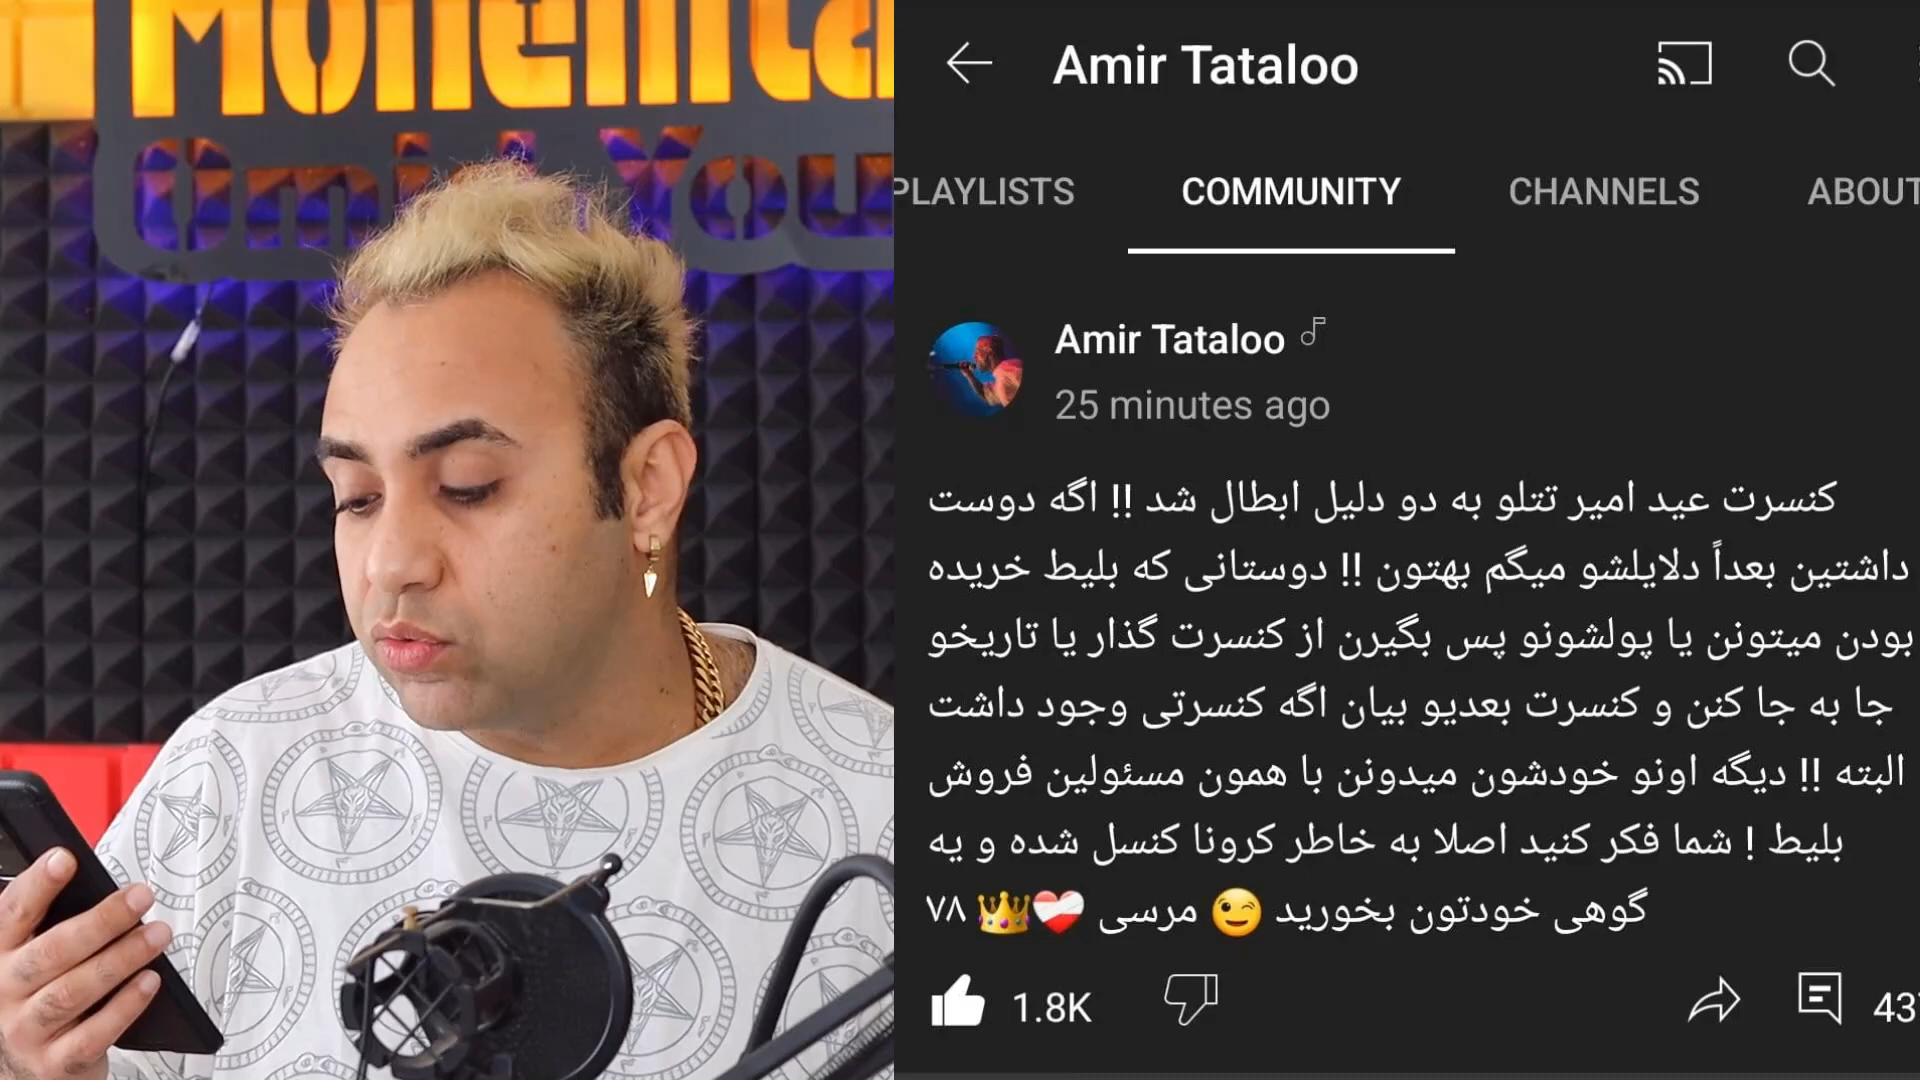 Omid You
Amir Tataloo
PLAYLISTS
COMMUNITY
CHANNELS
ABOUT
Amir Tataloo
25 minutes ago
کنسرت عید امیر تتلو به دو دلیل ابطال شد !! اگه دوست
داشتین بعداً دلایلشو میگم بهتون !! دوستانی که بلیط خریده
بودن میتونن یا پولشونو پس بگیرن از کنسرت گذار یا تاریخو
جا به جا کنن و کنسرت بعدیو بیان اگه کنسرتی وجود داشت
البته !! دیگه اونو خودشون میدونن با همون مسئولین فروش
بلیط ! شما فکر کنید اصلا به خاطر کرونا کنسل شده و یه
گوهی خودتون بخورید 😉 مرسی ❤️‍🩹👑 ۷۸
1.8K
43